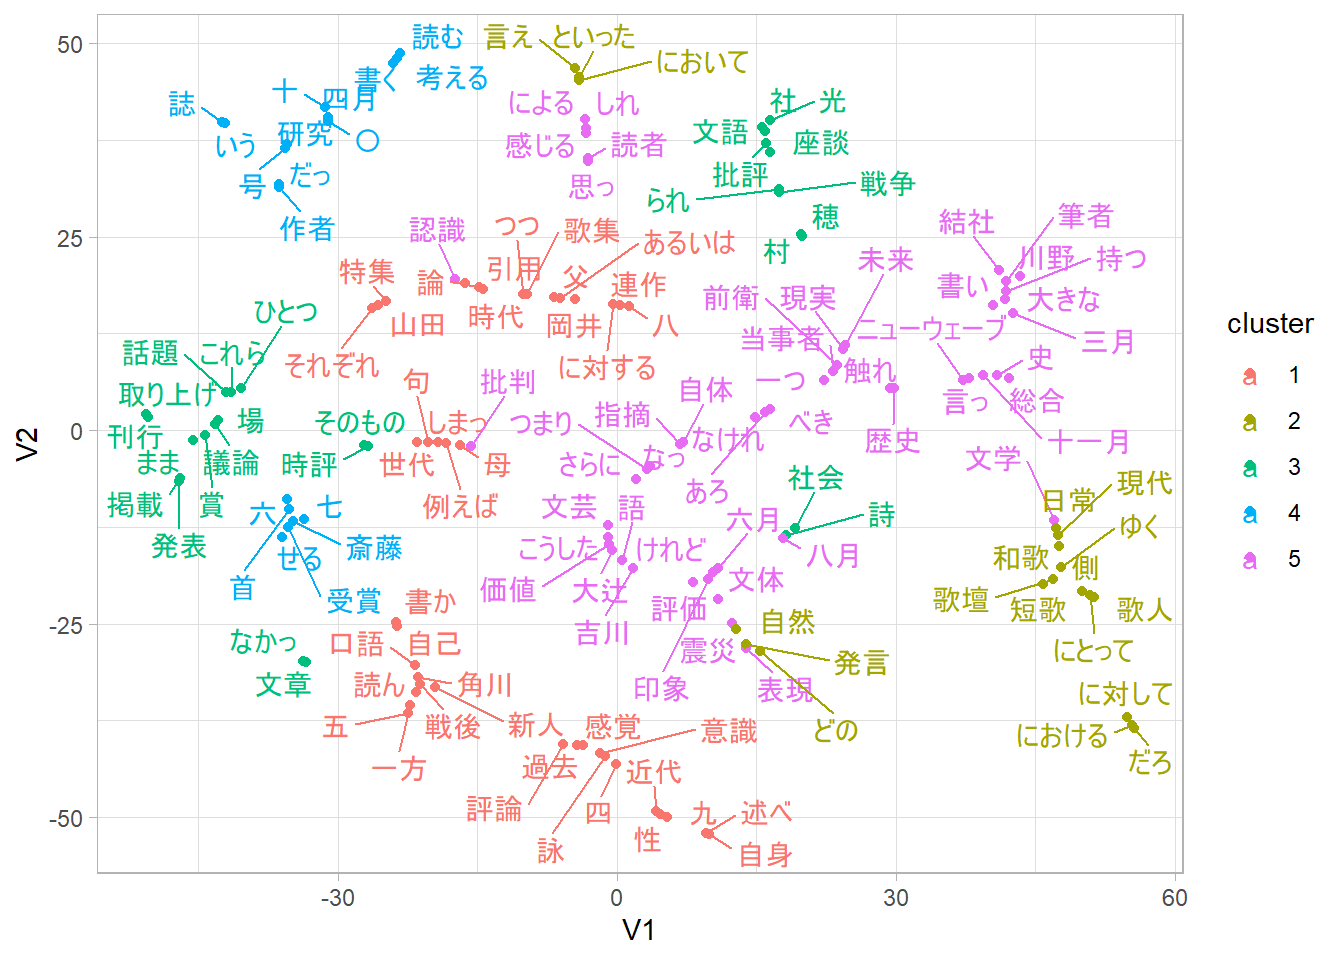 50
25
0
-25
-50
V2
-30
0
30
60
V1
cluster
a 1
a 2
a 3
a 4
a 5
読む
書く
考える
十
四月
誌
いう
研究
〇
号
だっ
作者
言え
といった
において
による
しれ
感じる
読者
思っ
社
光
文語
座談
批評
られ
戦争
穂
村
結社
筆者
川野
持つ
書い
大きな
三月
未来
前衛
現実
当事者
ニューウェーブ
触れ
一つ
史
言っ
総合
十一月
歴史
べき
文学
認識
つつ
歌集
あるいは
特集
論
引用
父
連作
山田
時代
岡井
八
それぞれ
に対する
ひとつ
話題
これら
取り上げ
刊行
場
まま
議論
掲載
賞
発表
そのもの
時評
句
批判
しまっ
世代
母
例えば
自体
指摘
つまり
なけれ
なっ
さらに
あろ
社会
詩
八月
文芸
語
六月
こうした
けれど
価値
大辻
文体
評価
吉川
震災
印象
表現
自然
発言
どの
日常
現代
ゆく
和歌
側
歌壇
短歌
歌人
にとって
に対して
における
だろ
六
七
せる
斎藤
首
受賞
なかっ
文章
書か
口語
自己
読ん
角川
五
戦後
新人
一方
感覚
意識
過去
近代
評論
四
詠
性
九
述べ
自身